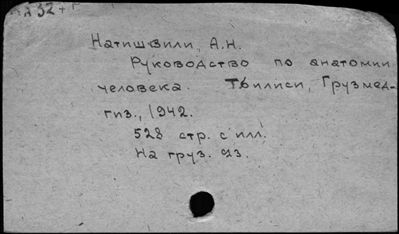 Натишвили, А.Н.
Руководство по анатомии
человека. Тбилиси, Грузмед-
гиз., 1942.
528 стр. с илл.
На груз. яз.